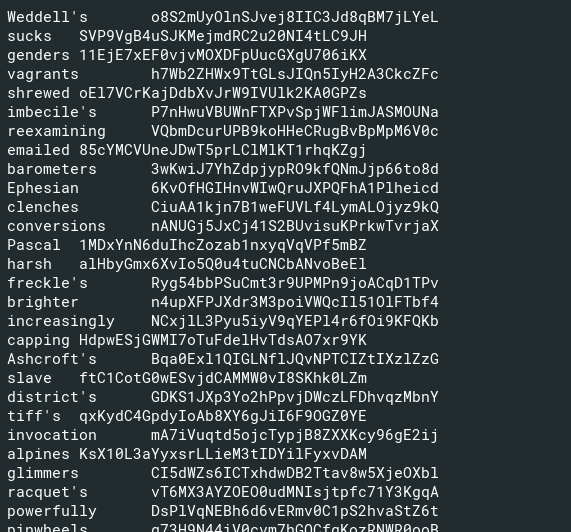 Weddell's o8S2mUyOlnSJvej8IIC3Jd8qBM7jLYeL
sucks SVP9VgB4uSJKMejmdRC2u20NI4tLC9JH
genders 11EjE7xEF0vjvMOXDFpUucGXgU706iKX
vagrants h7Wb2ZHWx9TtGLsJIQn5IyH2A3CkcZFc
shrewed oEl7VCrKajDdbXvJrW9IVUlk2KA0GPZs
imbecile's P7nHwuVBUWnFTXPvSpjWFlimJASMOUNa
reexamining VQbmDcurUPB9koHHeCRugBvBpMpM6V0c
emailed 85cYMCVUneJDwT5prLClMlKT1rhqKZgj
barometers 3wKwiJ7YhZdpjypRO9kfQNmJjp66to8d
Ephesian 6KvOfHGIHnvWIwQruJXPQFhA1Plheicd
clenches CiuAA1kjn7B1weFUVLf4LymALOjyz9kQ
conversions nANUGj5JxCj41S2BUvisuKPrkwTvrjaX
Pascal 1MDxYnN6duIhcZozab1nxyqVqVPf5mBZ
harsh alHbyGmx6XvIo5Q0u4tuCNCbANvoBeEl
freckle's Ryg54bbPSuCmt3r9UPMPn9joACqD1TPv
brighter n4upXFPJXdr3M3poiVWQcIl51OlFTbf4
increasingly NCxjlL3Pyu5iyV9qYEPl4r6fOi9KFQKb
capping HdpwESjGWMI7oTuFdelHvTdsAO7xr9YK
Ashcroft's Bqa0Exl1QIGLNflJQvNPTCIZtIXzlZzG
slave ftC1CotG0wESvjdCAMMW0vI8SKhk0LZm
district's GDKS1JXp3Yo2hPpvjDWczLFDhvqzMbnY
tiff's qxKydC4GpdyIoAb8XY6gJiI6F9OGZ0YE
invocation mA7iVuqtd5ojcTypjB8ZXXKcy96gE2ij
alpines KsX10L3aYyxsrLLieM3tIDYilFyxvDAM
glimmers CI5dWZs6ICTxhdwDB2Ttav8w5XjeOXbl
racquet's vT6MX3AYZOEO0udMNIsjtpfc71Y3KgqA
powerfully DsPlVqNEBh6d6vERmv0C1pS2hvaStZ6t
pinwheels